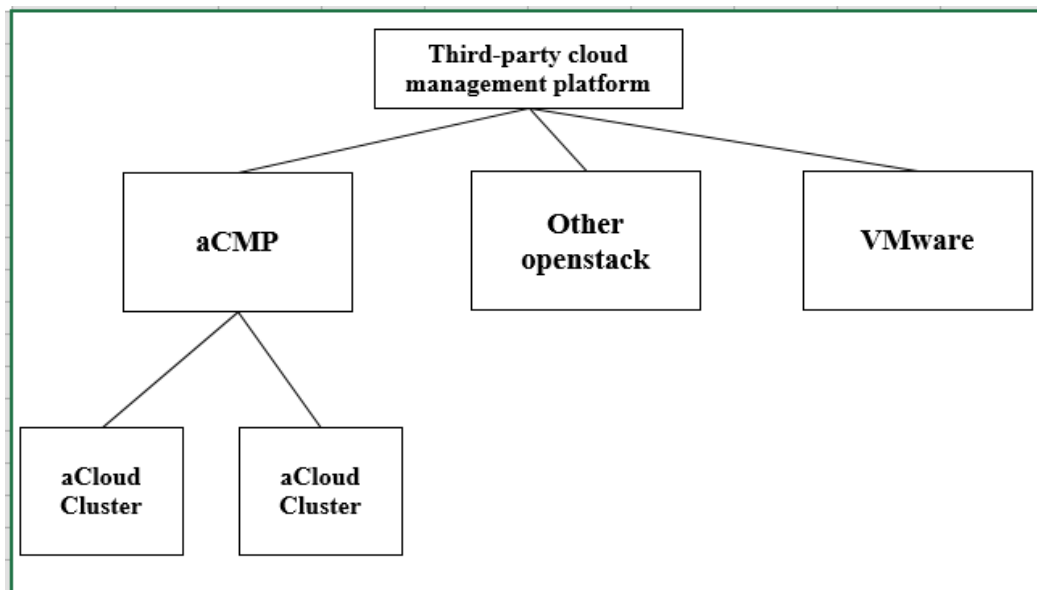 Third-party cloud
management platform
aCMP
Other
openstack
VMware
aCloud
Cluster
aCloud
Cluster